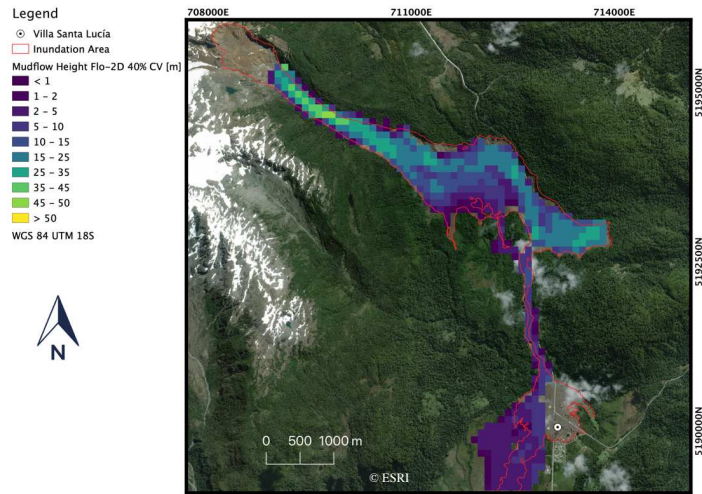 Legend
Villa Santa Lucía
Inundation Area
Mudflow Height Flo-2D 40% CV [m]
< 1
1 - 2
2 - 5
5 - 10
10 - 15
15 - 25
25 - 35
35 - 45
45 - 50
> 50
WGS 84 UTM 18S
N
708000E 711000E 714000E
5195000N
5192500N
5190000N
0 500 1000 m
© ESRI